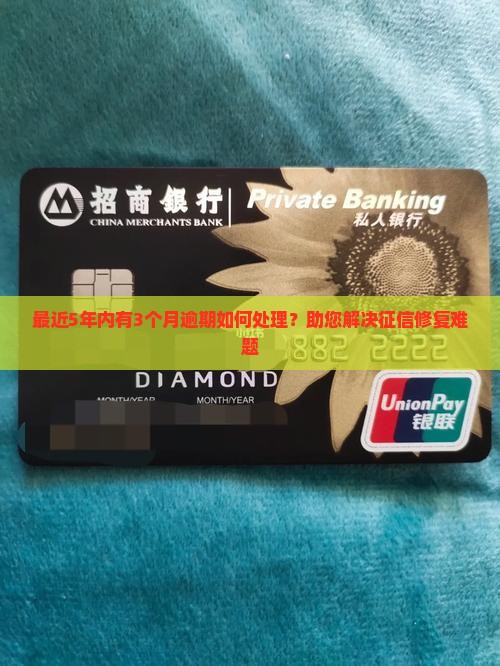 招商银行
CHINA MERCHANTS BANK
Private Banking
私人银行
最近5年内有3个月逾期如何处理？助您解决征信修复难
题
8882 2222
DIAMOND
MONTH/YEAR MONTH/YEAR
UnionPay
银联